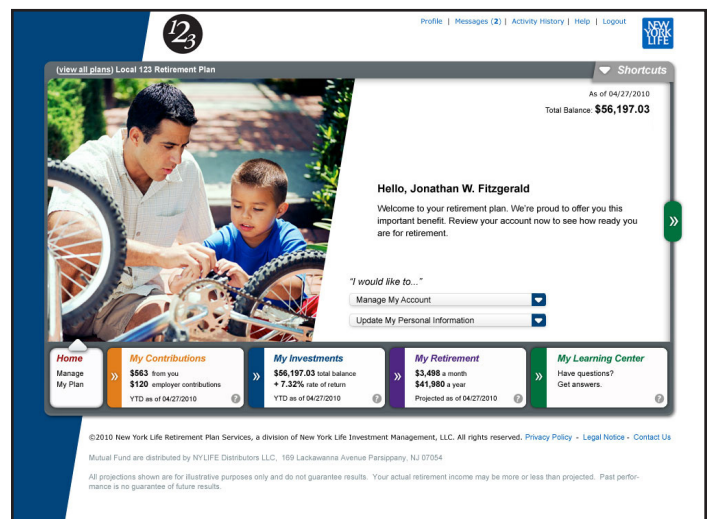 123
Profile | Messages (2) | Activity History | Help | Logout
NEW
YORK
LIFE
(view all plans) Local 123 Retirement Plan
Shortcuts
As of 04/27/2010
Total Balance: $56,197.03
Hello, Jonathan W. Fitzgerald
Welcome to your retirement plan. We're proud to offer you this
important benefit. Review your account now to see how ready you
are for retirement.
"I would like to..."
Manage My Account
Update My Personal Information
Home
Manage
My Plan
My Contributions
$563 from you
$120 employer contributions
YTD as of 04/27/2010 ?
My Investments
$56,197.03 total balance
+ 7.32% rate of return
YTD as of 04/27/2010 ?
My Retirement
$3,498 a month
$41,980 a year
Projected as of 04/27/2010 ?
My Learning Center
Have questions?
Get answers.
?
©2010 New York Life Retirement Plan Services, a division of New York Life Investment Management, LLC. All rights reserved. Privacy Policy - Legal Notice - Contact Us
Mutual Fund are distributed by NYLIFE Distributors LLC, 169 Lackawanna Avenue Parsippany, NJ 07054
All projections shown are for illustrative purposes only and do not guarantee results. Your actual retirement income may be more or less than projected. Past perfor-
mance is no guarantee of future results.